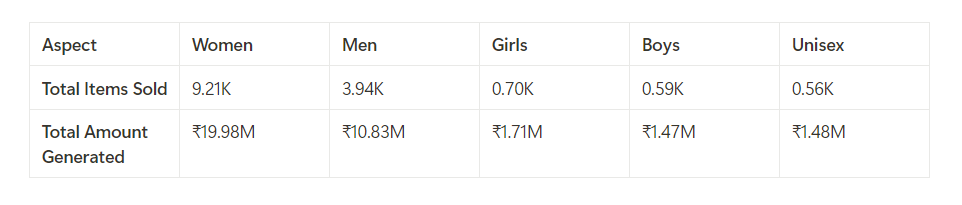 Aspect Women Men Girls Boys Unisex
Total Items Sold 9.21K 3.94K 0.70K 0.59K 0.56K
Total Amount ₹19.98M ₹10.83M ₹1.71M ₹1.47M ₹1.48M
Generated